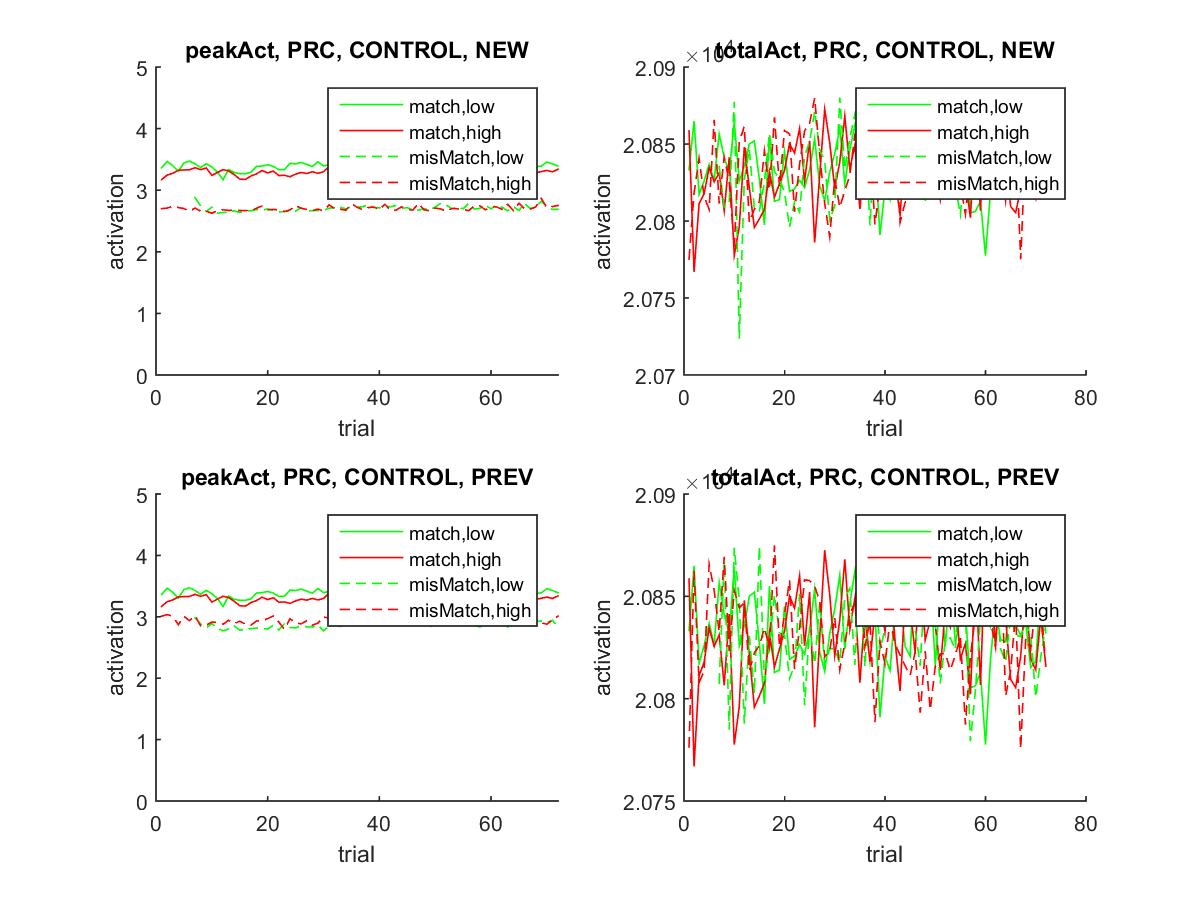 peakAct, PRC, CONTROL, NEW
5
4
3
2
1
0
0 20 40 60
activation
trial
match,low
match,high
misMatch,low
misMatch,high
totalAct, PRC, CONTROL, NEW
2.09
2.085
2.08
2.075
2.07
0 20 40 60 80
activation
trial
match,low
match,high
misMatch,low
misMatch,high
peakAct, PRC, CONTROL, PREV
5
4
3
2
1
0
0 20 40 60
activation
trial
match,low
match,high
misMatch,low
misMatch,high
totalAct, PRC, CONTROL, PREV
2.09
2.085
2.08
2.075
0 20 40 60 80
activation
trial
match,low
match,high
misMatch,low
misMatch,high